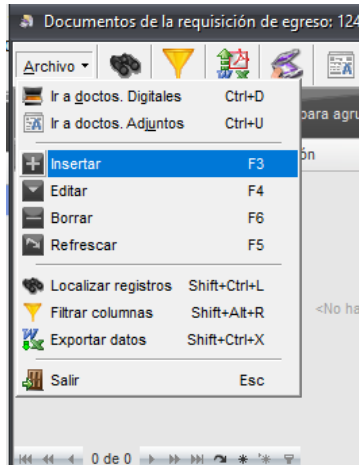 Documentos de la requisición de egreso: 124
Archivo
para agru
Ir a doctos. Digitales Ctrl+D
Ir a doctos. Adjuntos Ctrl+U
ón
Insertar F3
Editar F4
Borrar F6
Refrescar F5
Localizar registros Shift+Ctrl+L
Filtrar columnas Shift+Alt+R
<No ha
Exportar datos Shift+Ctrl+X
Salir Esc
0 de 0